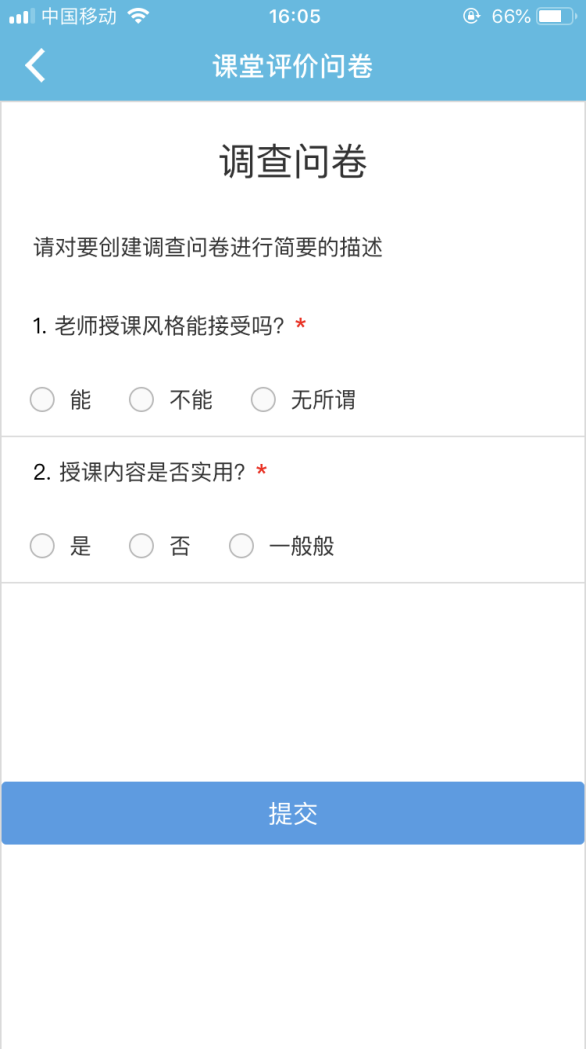 中国移动 16:05 66%
课堂评价问卷
调查问卷
请对要创建调查问卷进行简要的描述
1. 老师授课风格能接受吗? *
能 不能 无所谓
2. 授课内容是否实用? *
是 否 一般般
提交